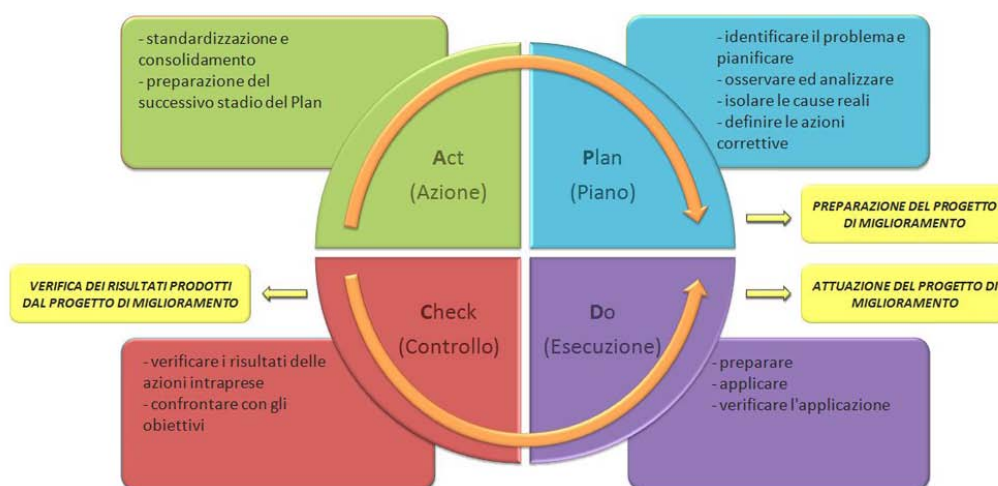 - standardizzazione e
consolidamento
- preparazione del
successivo stadio del Plan
- identificare il problema e
pianificare
- osservare ed analizzare
- isolare le cause reali
- definire le azioni
correttive
Act
(Azione)
Plan
(Piano)
PREPARAZIONE DEL PROGETTO
DI MIGLIORAMENTO
VERIFICA DEI RISULTATI PRODOTTI
DAL PROGETTO DI MIGLIORAMENTO
ATTUAZIONE DEL PROGETTO DI
MIGLIORAMENTO
Check
(Controllo)
Do
(Esecuzione)
- verificare i risultati delle
azioni intraprese
- confrontare con gli
obiettivi
- preparare
- applicare
- verificare l'applicazione